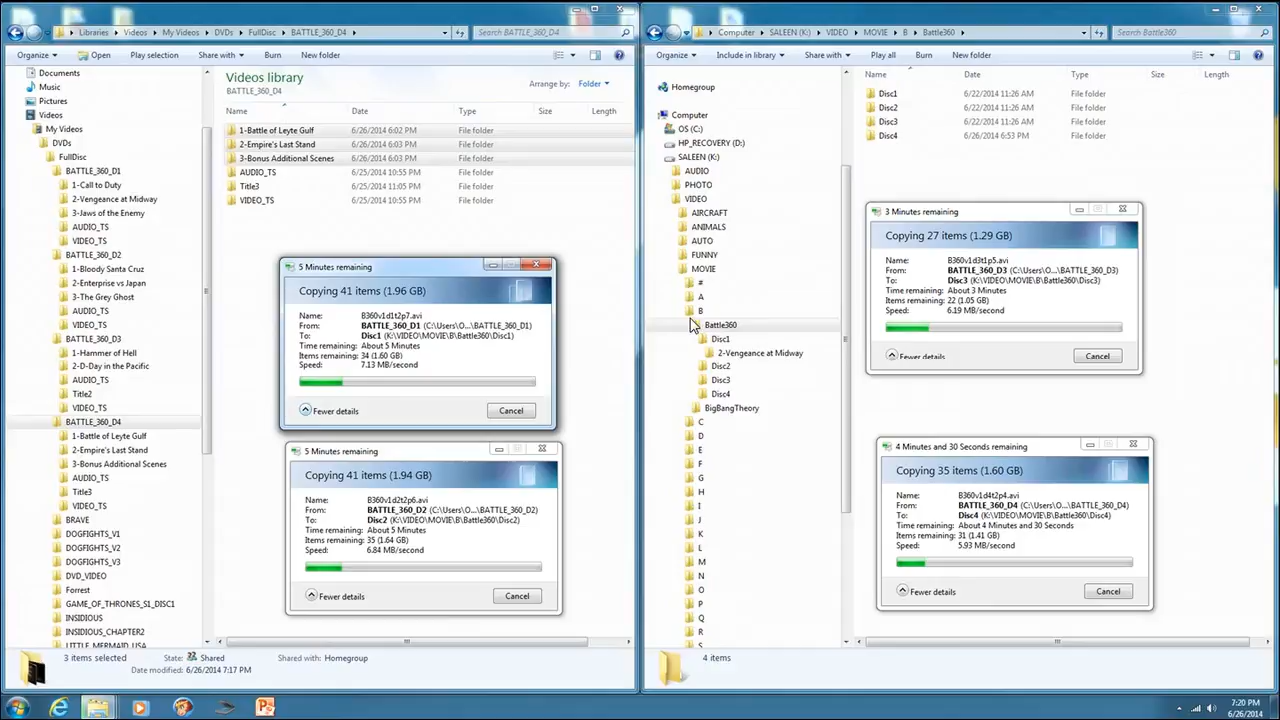 Libraries ▸ Videos ▸ My Videos ▸ DVDs ▸ FullDisc ▸ BATTLE_360_D4 ▸
Search BATTLE_360_D4
Organize
Open
Play selection
Share with
Burn
New folder
Documents
Music
Pictures
Videos
My Videos
DVDs
FullDisc
BATTLE_360_D1
1-Call to Duty
2-Vengeance at Midway
3-Jaws of the Enemy
AUDIO_TS
VIDEO_TS
BATTLE_360_D2
1-Bloody Santa Cruz
2-Enterprise vs Japan
3-The Grey Ghost
AUDIO_TS
VIDEO_TS
BATTLE_360_D3
1-Hammer of Hell
2-D-Day in the Pacific
AUDIO_TS
Title2
VIDEO_TS
BATTLE_360_D4
1-Battle of Leyte Gulf
2-Empire's Last Stand
3-Bonus Additional Scenes
AUDIO_TS
Title3
VIDEO_TS
BRAVE
DOGFIGHTS_V1
DOGFIGHTS_V2
DOGFIGHTS_V3
DVD_VIDEO
Forrest
GAME_OF_THRONES_S1_DISC1
INSIDIOUS
INSIDIOUS_CHAPTER2
LITTLE_MERMAID_USA
Videos library
BATTLE_360_D4
Arrange by: Folder
Name Date Type Size Length
1-Battle of Leyte Gulf 6/26/2014 6:02 PM File folder
2-Empire's Last Stand 6/26/2014 6:03 PM File folder
3-Bonus Additional Scenes 6/26/2014 6:03 PM File folder
AUDIO_TS 6/25/2014 10:55 PM File folder
Title3 6/25/2014 11:05 PM File folder
VIDEO_TS 6/25/2014 10:55 PM File folder
5 Minutes remaining
Copying 41 items (1.96 GB)
Name: B360v1d1t2p7.avi
From: BATTLE_360_D1 (C:\Users\O...\BATTLE_360_D1)
To: Disc1 (K:\VIDEO\MOVIE\B\Battle360\Disc1)
Time remaining: About 5 Minutes
Items remaining: 34 (1.60 GB)
Speed: 7.13 MB/second
Fewer details
Cancel
5 Minutes remaining
Copying 41 items (1.94 GB)
Name: B360v1d2t2p6.avi
From: BATTLE_360_D2 (C:\Users\O...\BATTLE_360_D2)
To: Disc2 (K:\VIDEO\MOVIE\B\Battle360\Disc2)
Time remaining: About 5 Minutes
Items remaining: 35 (1.64 GB)
Speed: 6.84 MB/second
Fewer details
Cancel
3 items selected
State: Shared
Shared with: Homegroup
Date modified: 6/26/2014 7:17 PM
Computer ▸ SALEEN (K:) ▸ VIDEO ▸ MOVIE ▸ B ▸ Battle360 ▸
Search Battle360
Organize
Include in library
Share with
Play all
Burn
New folder
Homegroup
Computer
OS (C:)
HP_RECOVERY (D:)
SALEEN (K:)
AUDIO
PHOTO
VIDEO
AIRCRAFT
ANIMALS
AUTO
FUNNY
MOVIE
#
A
B
Battle360
Disc1
2-Vengeance at Midway
Disc2
Disc3
Disc4
BigBangTheory
C
D
E
F
G
H
I
J
K
L
M
N
O
P
Q
R
S
Name Date Type Size Length
Disc1 6/22/2014 11:26 AM File folder
Disc2 6/22/2014 11:26 AM File folder
Disc3 6/22/2014 11:26 AM File folder
Disc4 6/26/2014 6:53 PM File folder
3 Minutes remaining
Copying 27 items (1.29 GB)
Name: B360v1d3t1p5.avi
From: BATTLE_360_D3 (C:\Users\O...\BATTLE_360_D3)
To: Disc3 (K:\VIDEO\MOVIE\B\Battle360\Disc3)
Time remaining: About 3 Minutes
Items remaining: 22 (1.05 GB)
Speed: 6.19 MB/second
Fewer details
Cancel
4 Minutes and 30 Seconds remaining
Copying 35 items (1.60 GB)
Name: B360v1d4t2p4.avi
From: BATTLE_360_D4 (C:\Users\O...\BATTLE_360_D4)
To: Disc4 (K:\VIDEO\MOVIE\B\Battle360\Disc4)
Time remaining: About 4 Minutes and 30 Seconds
Items remaining: 31 (1.41 GB)
Speed: 5.93 MB/second
Fewer details
Cancel
4 items
7:20 PM
6/26/2014